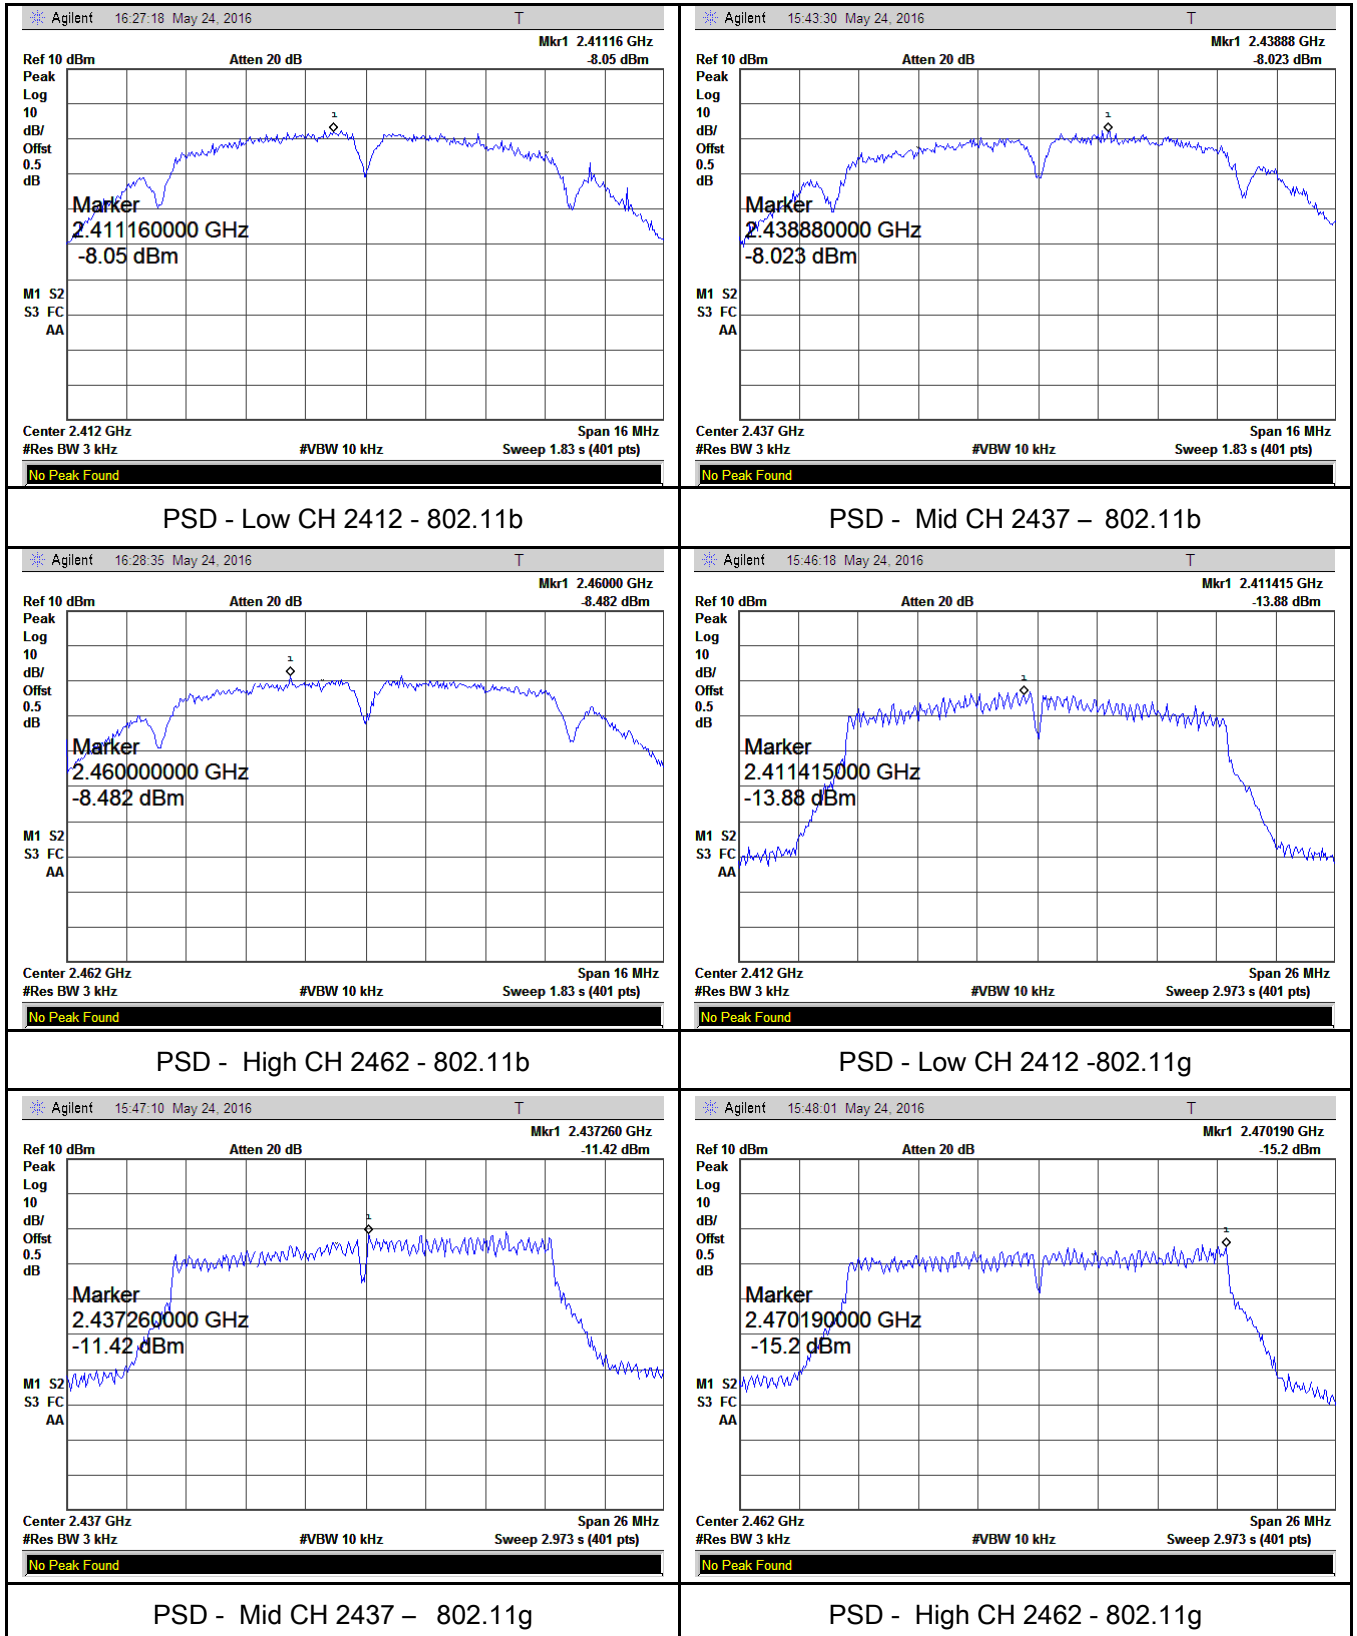 Agilent 16:27:18 May 24, 2016 T
Mkr1 2.41116 GHz
Ref 10 dBm Atten 20 dB -8.05 dBm
Peak
Log
10
dB/
Offst
0.5
dB
1
Marker
2.411160000 GHz
-8.05 dBm
M1 S2
S3 FC
AA
Center 2.412 GHz Span 16 MHz
#Res BW 3 kHz #VBW 10 kHz Sweep 1.83 s (401 pts)
No Peak Found
PSD - Low CH 2412 - 802.11b
Agilent 15:43:30 May 24, 2016 T
Mkr1 2.43888 GHz
Ref 10 dBm Atten 20 dB -8.023 dBm
Peak
Log
10
dB/
Offst
0.5
dB
1
Marker
2.438880000 GHz
-8.023 dBm
M1 S2
S3 FC
AA
Center 2.437 GHz Span 16 MHz
#Res BW 3 kHz #VBW 10 kHz Sweep 1.83 s (401 pts)
No Peak Found
PSD - Mid CH 2437 – 802.11b
Agilent 16:28:35 May 24, 2016 T
Mkr1 2.46000 GHz
Ref 10 dBm Atten 20 dB -8.482 dBm
Peak
Log
10
dB/
Offst
0.5
dB
1
Marker
2.460000000 GHz
-8.482 dBm
M1 S2
S3 FC
AA
Center 2.462 GHz Span 16 MHz
#Res BW 3 kHz #VBW 10 kHz Sweep 1.83 s (401 pts)
No Peak Found
PSD - High CH 2462 - 802.11b
Agilent 15:46:18 May 24, 2016 T
Mkr1 2.411415 GHz
Ref 10 dBm Atten 20 dB -13.88 dBm
Peak
Log
10
dB/
Offst
0.5
dB
1
Marker
2.411415000 GHz
-13.88 dBm
M1 S2
S3 FC
AA
Center 2.412 GHz Span 26 MHz
#Res BW 3 kHz #VBW 10 kHz Sweep 2.973 s (401 pts)
No Peak Found
PSD - Low CH 2412 -802.11g
Agilent 15:47:10 May 24, 2016 T
Mkr1 2.437260 GHz
Ref 10 dBm Atten 20 dB -11.42 dBm
Peak
Log
10
dB/
Offst
0.5
dB
1
Marker
2.437260000 GHz
-11.42 dBm
M1 S2
S3 FC
AA
Center 2.437 GHz Span 26 MHz
#Res BW 3 kHz #VBW 10 kHz Sweep 2.973 s (401 pts)
No Peak Found
PSD - Mid CH 2437 – 802.11g
Agilent 15:48:01 May 24, 2016 T
Mkr1 2.470190 GHz
Ref 10 dBm Atten 20 dB -15.2 dBm
Peak
Log
10
dB/
Offst
0.5
dB
1
Marker
2.470190000 GHz
-15.2 dBm
M1 S2
S3 FC
AA
Center 2.462 GHz Span 26 MHz
#Res BW 3 kHz #VBW 10 kHz Sweep 2.973 s (401 pts)
No Peak Found
PSD - High CH 2462 - 802.11g